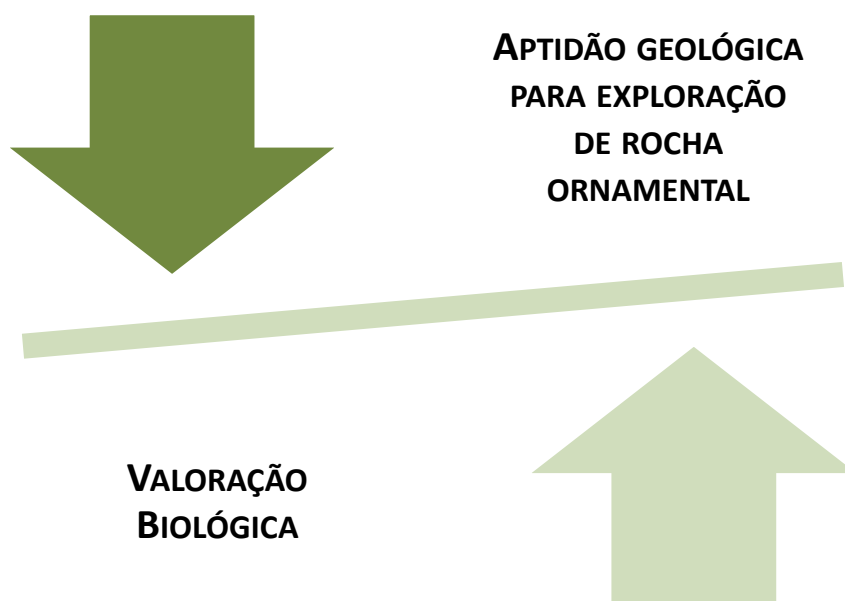 APTIDÃO GEOLÓGICA
PARA EXPLORAÇÃO
DE ROCHA
ORNAMENTAL
VALORAÇÃO
BIOLÓGICA